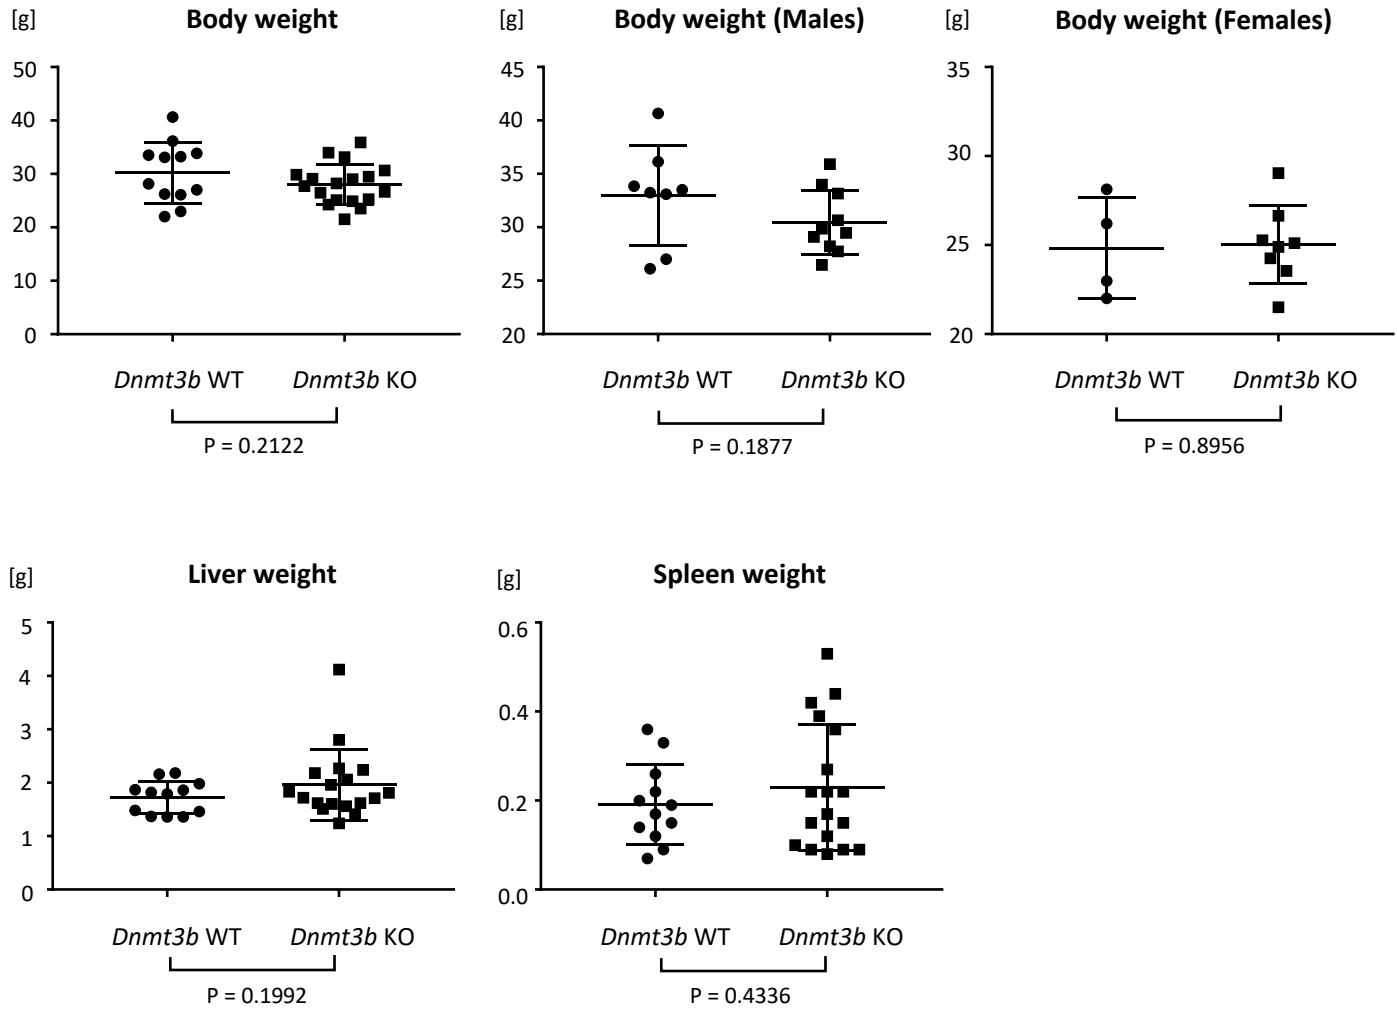 [g] Body weight
50
40
30
20
10
0
Dnmt3b WT Dnmt3b KO
P = 0.2122
[g] Body weight (Males)
45
40
35
30
25
20
Dnmt3b WT Dnmt3b KO
P = 0.1877
[g] Body weight (Females)
35
30
25
20
Dnmt3b WT Dnmt3b KO
P = 0.8956
[g] Liver weight
5
4
3
2
1
0
Dnmt3b WT Dnmt3b KO
P = 0.1992
[g] Spleen weight
0.6
0.4
0.2
0.0
Dnmt3b WT Dnmt3b KO
P = 0.4336